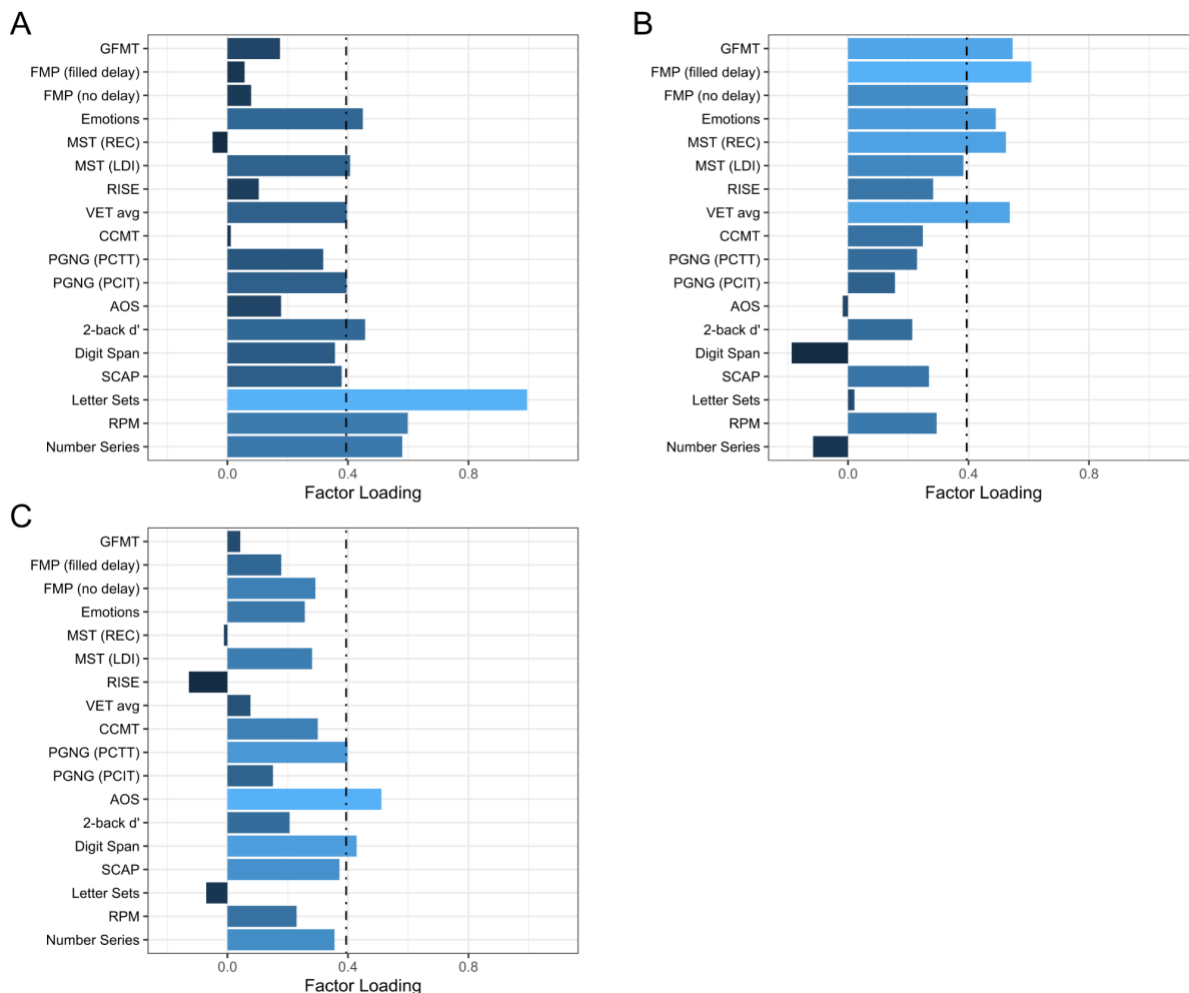 A
GFMT
FMP (filled delay)
FMP (no delay)
Emotions
MST (REC)
MST (LDI)
RISE
VET avg
CCMT
PGNG (PCTT)
PGNG (PCIT)
AOS
2-back d'
Digit Span
SCAP
Letter Sets
RPM
Number Series
0.0 0.4 0.8
Factor Loading
B
GFMT
FMP (filled delay)
FMP (no delay)
Emotions
MST (REC)
MST (LDI)
RISE
VET avg
CCMT
PGNG (PCTT)
PGNG (PCIT)
AOS
2-back d'
Digit Span
SCAP
Letter Sets
RPM
Number Series
0.0 0.4 0.8
Factor Loading
C
GFMT
FMP (filled delay)
FMP (no delay)
Emotions
MST (REC)
MST (LDI)
RISE
VET avg
CCMT
PGNG (PCTT)
PGNG (PCIT)
AOS
2-back d'
Digit Span
SCAP
Letter Sets
RPM
Number Series
0.0 0.4 0.8
Factor Loading